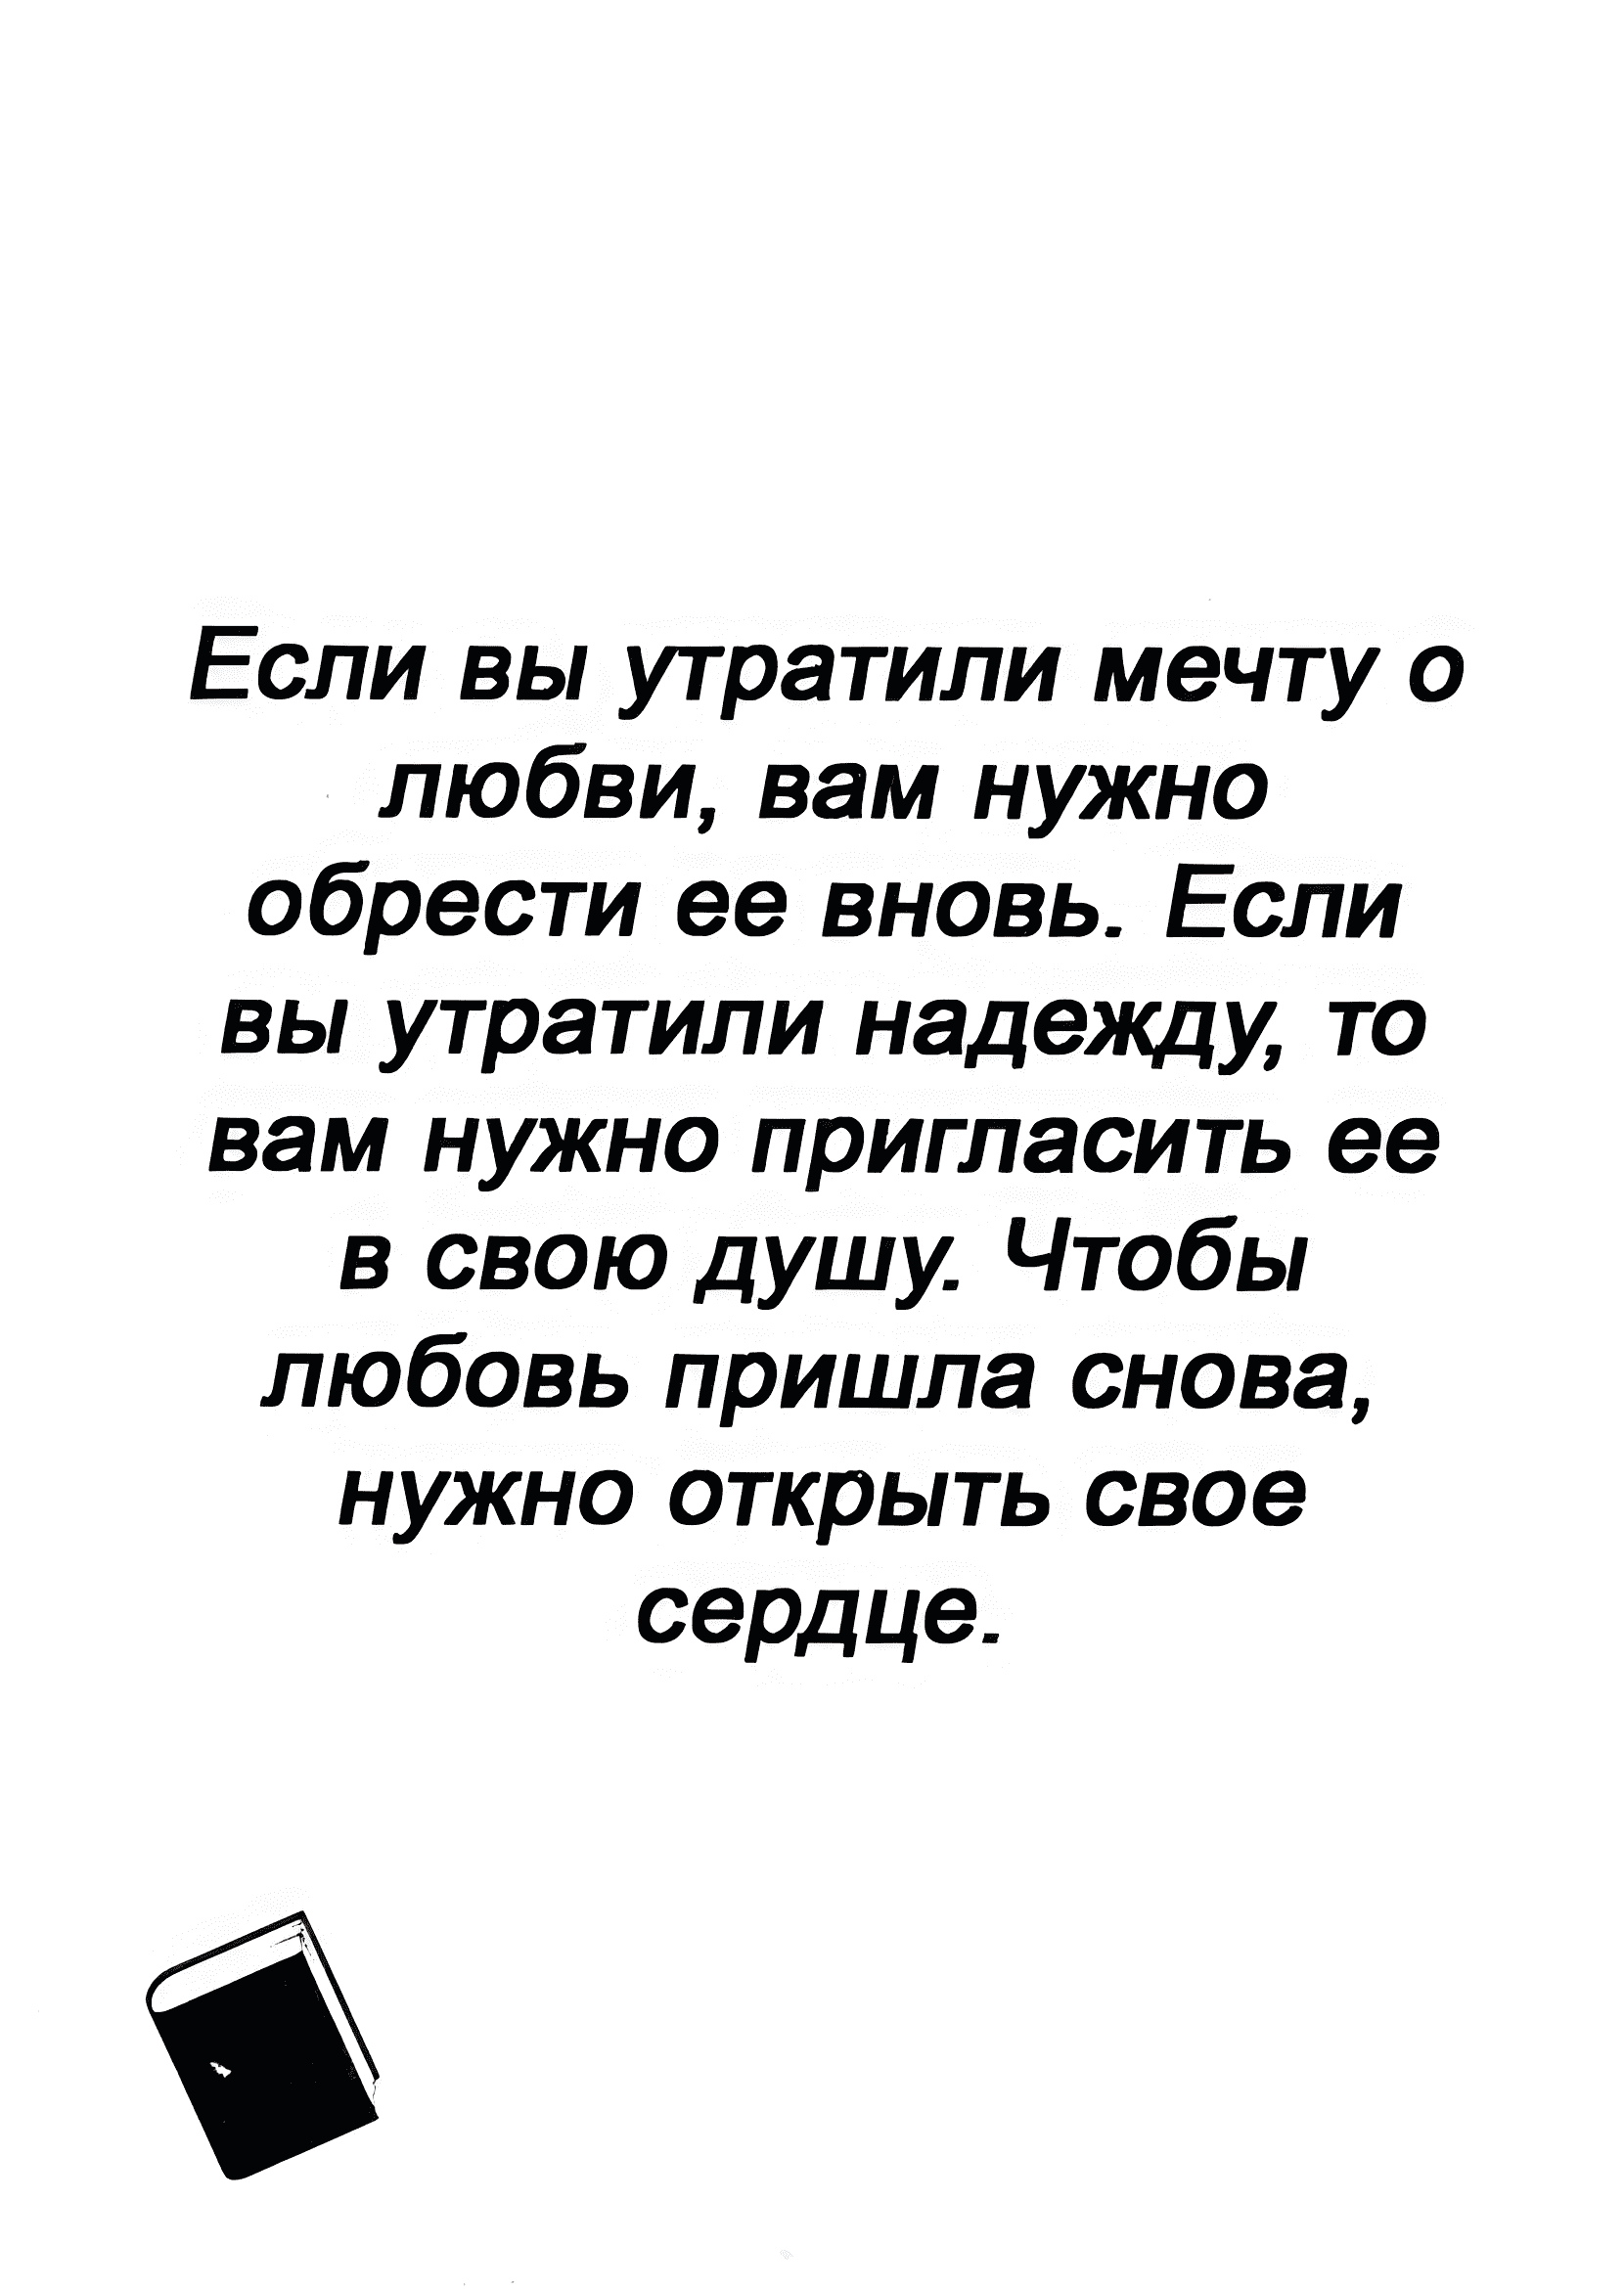 Если вы утратили мечту о
любви, вам нужно
обрести ее вновь. Если
вы утратили надежду, то
вам нужно пригласить ее
в свою душу. Чтобы
любовь пришла снова,
нужно открыть свое
сердце.